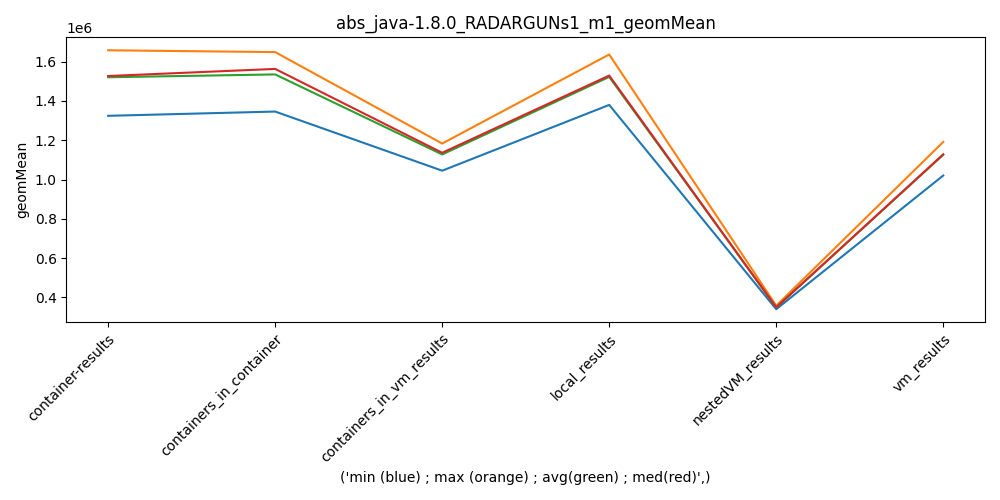 abs_java-1.8.0_RADARGUNs1_m1_geomMean
1e6
1.6
1.4
1.2
1.0
0.8
0.6
0.4
geomMean
container-results
containers_in_container
containers_in_vm_results
local_results
nestedVM_results
vm_results
('min (blue) ; max (orange) ; avg(green) ; med(red)',)